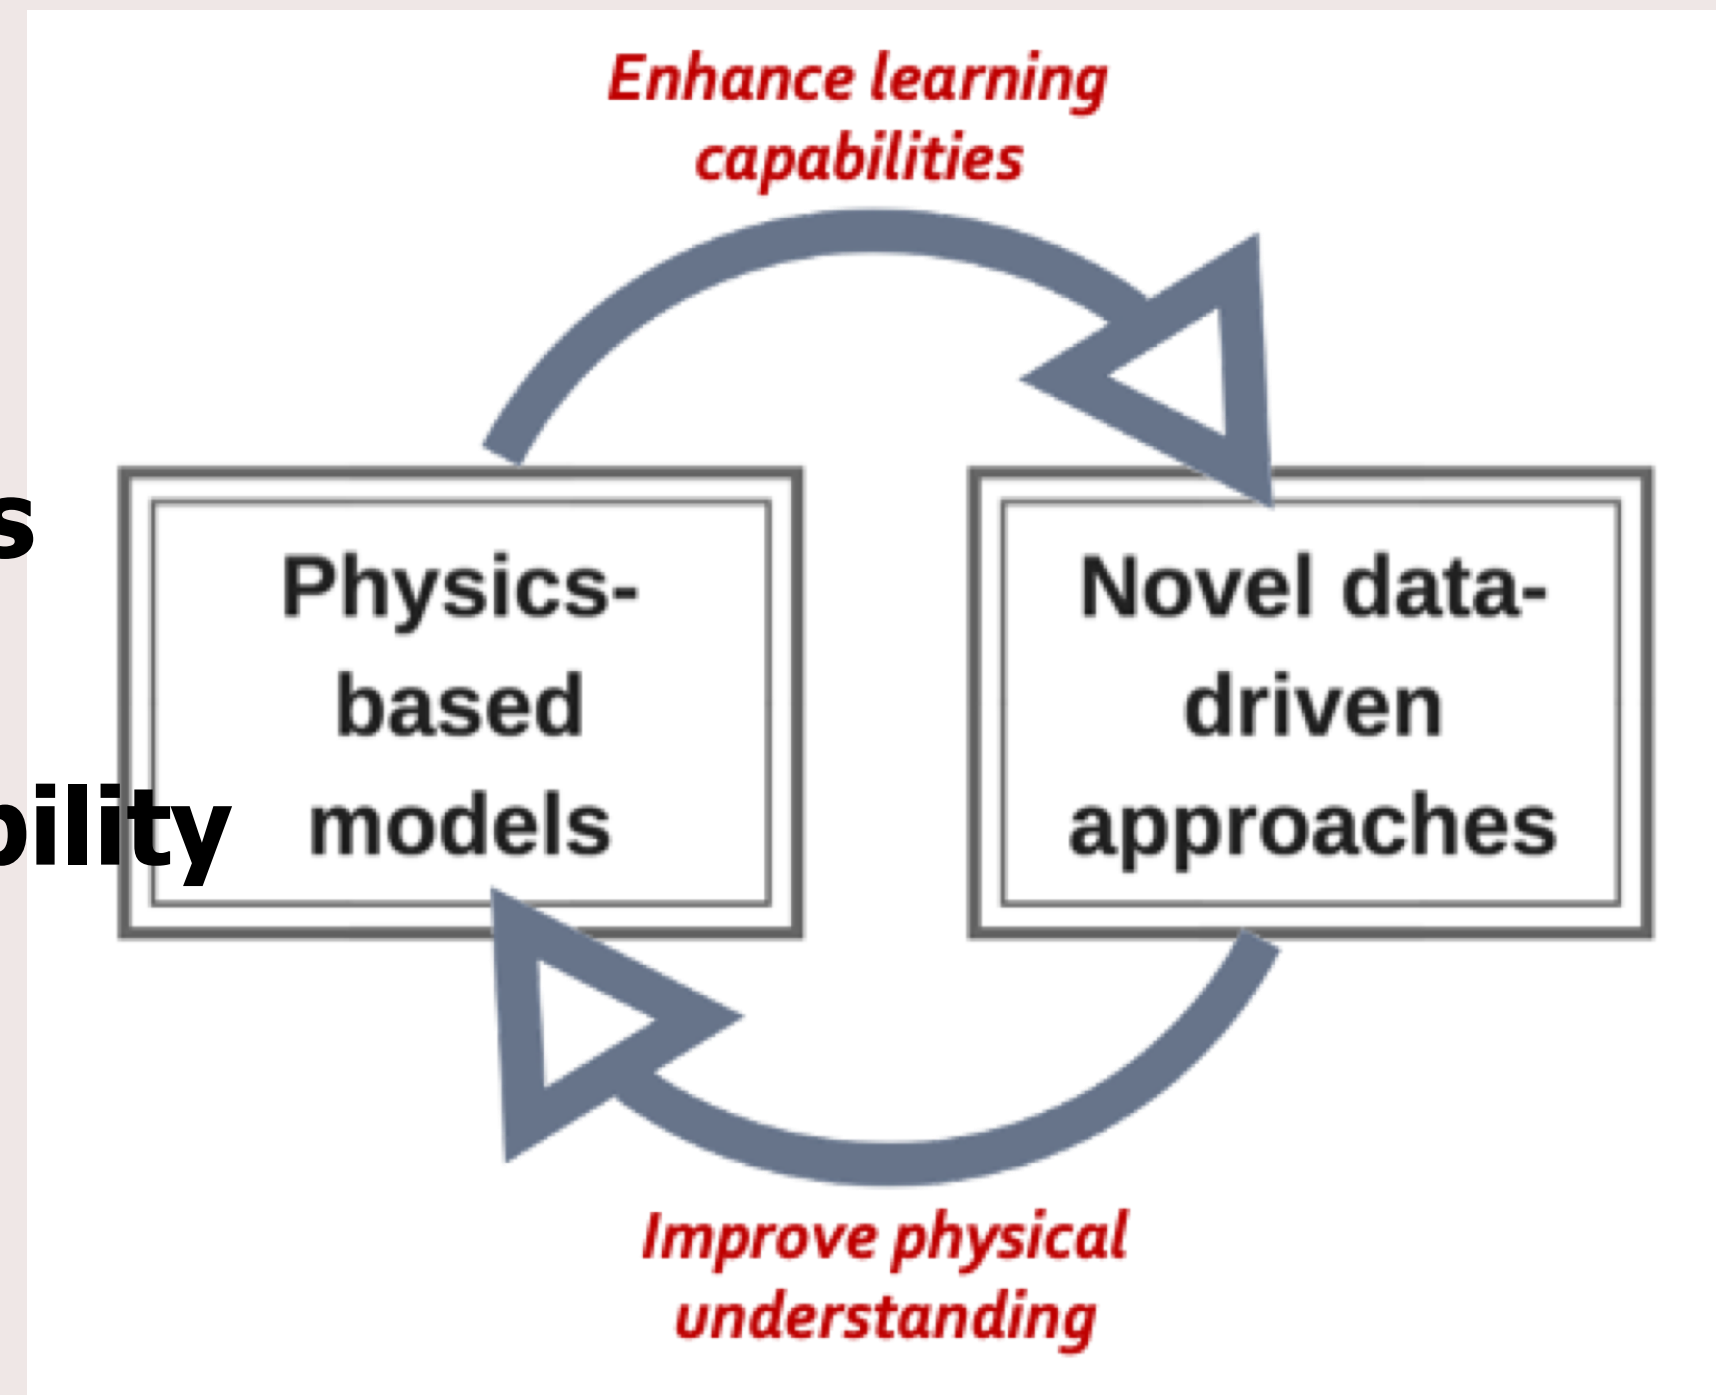 Enhance learning
capabilities
s
Physics-
based
models
bility
Novel data-
driven
approaches
Improve physical
understanding